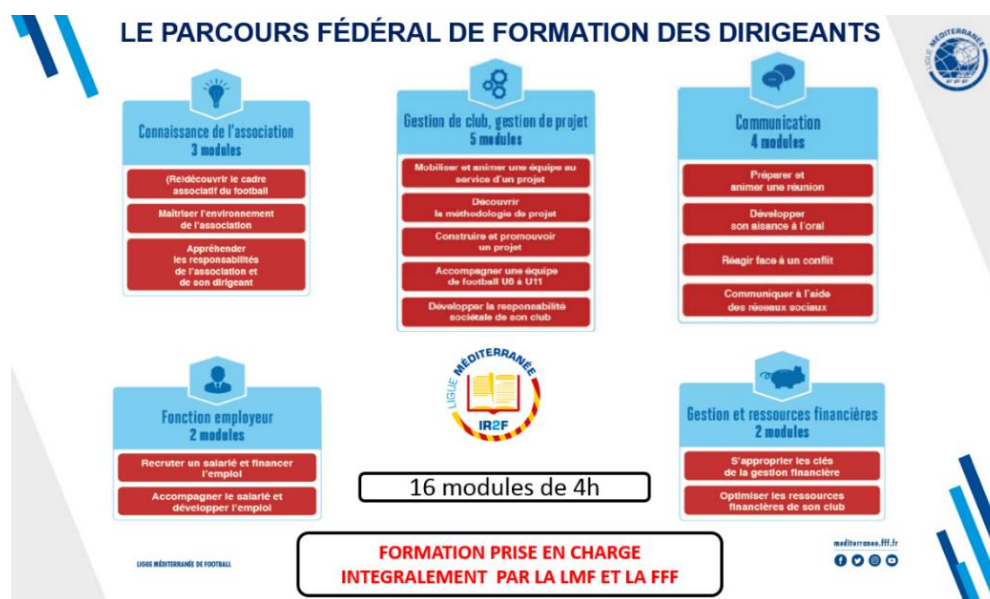 LE PARCOURS FÉDÉRAL DE FORMATION DES DIRIGEANTS
LIGUE MÉDITERRANÉE
FFF
Connaissance de l'association
3 modules
(Re)découvrir le cadre
associatif du football
Maîtriser l'environnement
de l'association
Appréhender
les responsabilités
de l'association et
de son dirigeant
Gestion de club, gestion de projet
5 modules
Mobiliser et animer une équipe au
service d'un projet
Découvrir
la méthodologie de projet
Construire et promouvoir
un projet
Accompagner une équipe
de football U6 à U11
Développer la responsabilité
sociétale de son club
Communication
4 modules
Préparer et
animer une réunion
Développer
son aisance à l'oral
Réagir face à un conflit
Communiquer à l'aide
des réseaux sociaux
Fonction employeur
2 modules
Recruter un salarié et financer
l'emploi
Accompagner le salarié et
développer l'emploi
LIGUE MÉDITERRANÉE
IR2F
Gestion et ressources financières
2 modules
S'approprier les clés
de la gestion financière
Optimiser les ressources
financières de son club
16 modules de 4h
FORMATION PRISE EN CHARGE
INTEGRALEMENT PAR LA LMF ET LA FFF
LIGUE MÉDITERRANÉE DE FOOTBALL
mediterranee.fff.fr